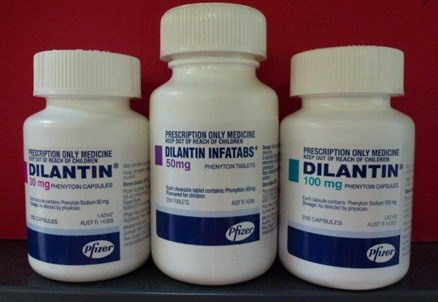 PRESCRIPTION ONLY MEDICINE
KEEP OUT OF REACH OF CHILDREN
DILANTIN*
30 mg PHENYTOIN CAPSULES
Each capsule contains: Phenytoin Sodium 30 mg
Dosage: As directed by physician.
200 CAPSULES
AUST R
Pfizer
PRESCRIPTION ONLY MEDICINE
KEEP OUT OF REACH OF CHILDREN
DILANTIN INFATABS*
50mg PHENYTOIN TABLETS
Each chewable tablet contains: Phenytoin 50mg
Flavoured for children
200 TABLETS
AUST R
Pfizer
PRESCRIPTION ONLY MEDICINE
KEEP OUT OF REACH OF CHILDREN
DILANTIN*
100 mg PHENYTOIN CAPSULES
Each capsule contains: Phenytoin Sodium 100 mg
Dosage: As directed by physician.
200 CAPSULES
AUST R
Pfizer